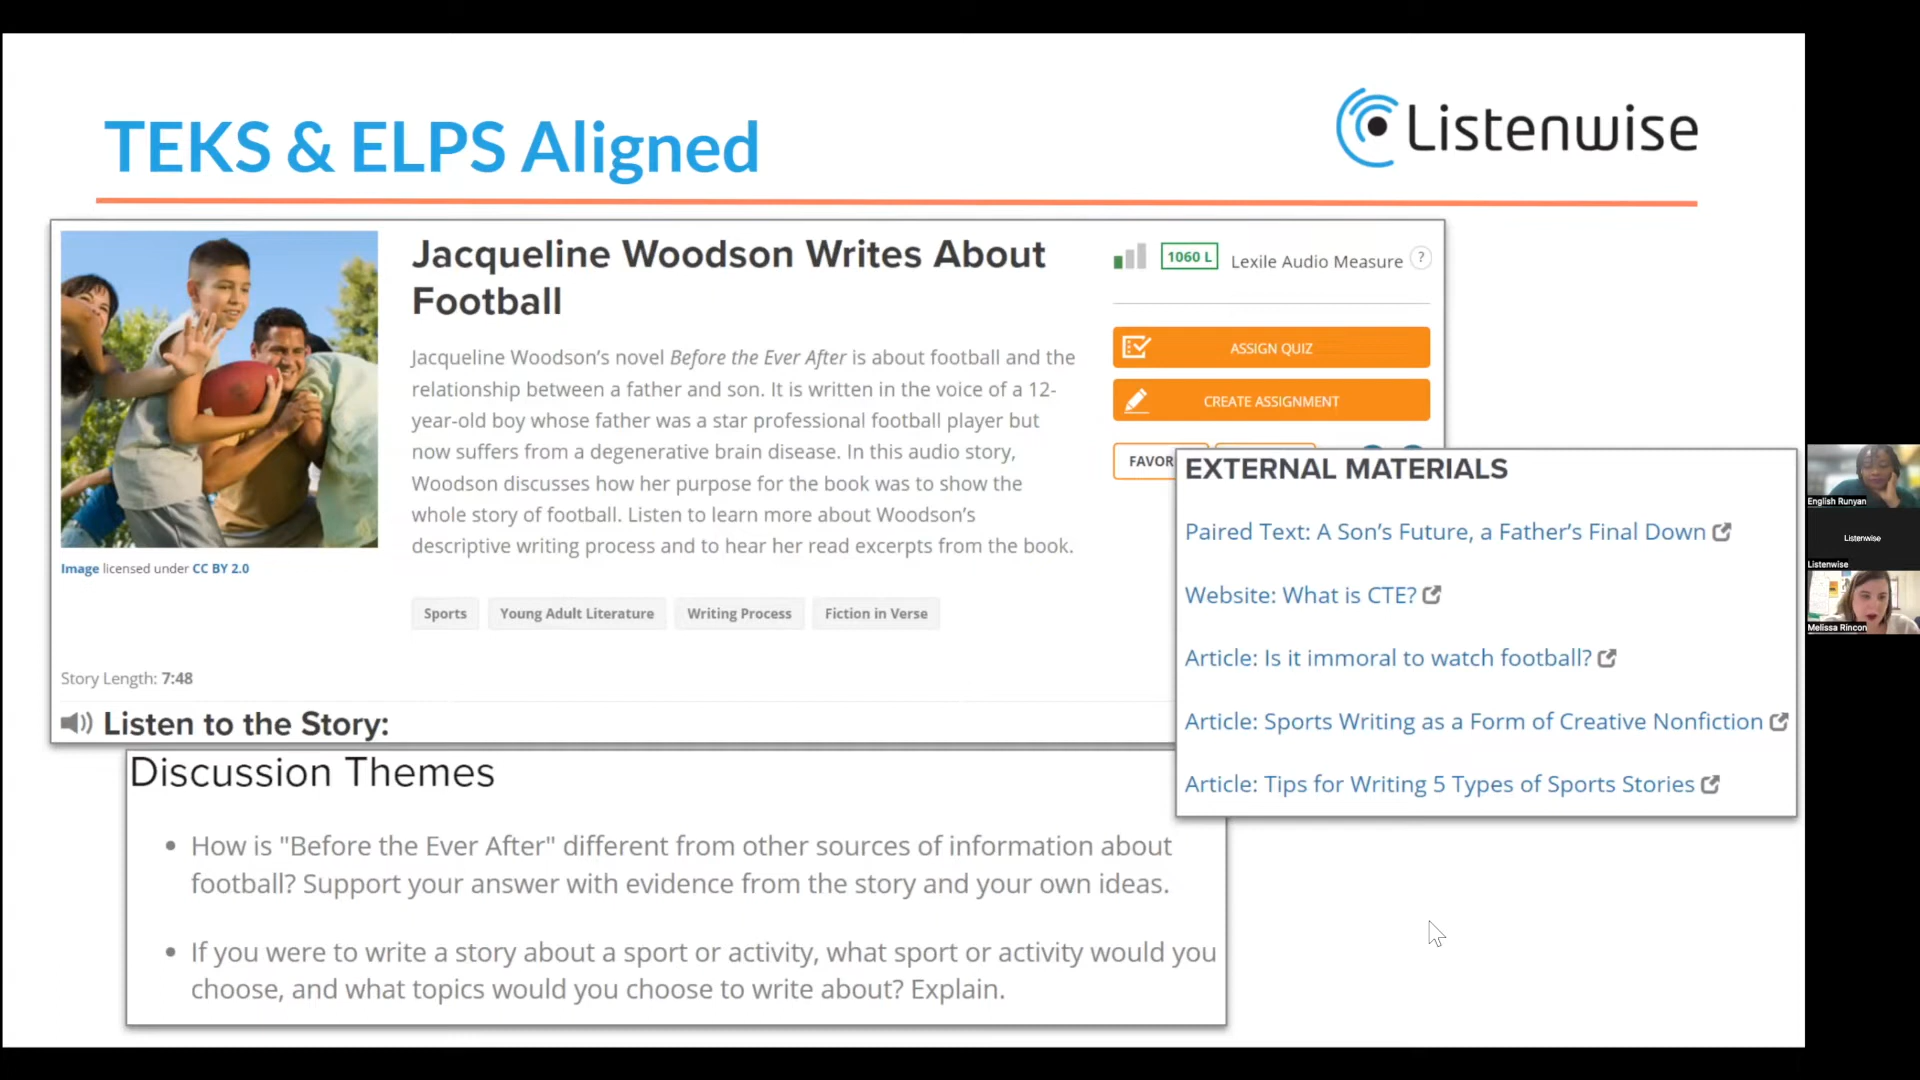 TEKS & ELPS Aligned
Listenwise
Jacqueline Woodson Writes About
Football
Jacqueline Woodson's novel Before the Ever After is about football and the
relationship between a father and son. It is written in the voice of a 12-
year-old boy whose father was a star professional football player but
now suffers from a degenerative brain disease. In this audio story,
Woodson discusses how her purpose for the book was to show the
whole story of football. Listen to learn more about Woodson's
descriptive writing process and to hear her read excerpts from the book.
Image licensed under CC BY 2.0
Sports
Young Adult Literature
Writing Process
Fiction in Verse
Story Length: 7:48
Listen to the Story:
1060 L
Lexile Audio Measure
?
ASSIGN QUIZ
CREATE ASSIGNMENT
FAVOR
EXTERNAL MATERIALS
Paired Text: A Son's Future, a Father's Final Down
Website: What is CTE?
Article: Is it immoral to watch football?
Article: Sports Writing as a Form of Creative Nonfiction
Article: Tips for Writing 5 Types of Sports Stories
Discussion Themes
• How is "Before the Ever After" different from other sources of information about
football? Support your answer with evidence from the story and your own ideas.
• If you were to write a story about a sport or activity, what sport or activity would you
choose, and what topics would you choose to write about? Explain.
English Runyan
Listenwise
Listenwise
Melissa Rincon